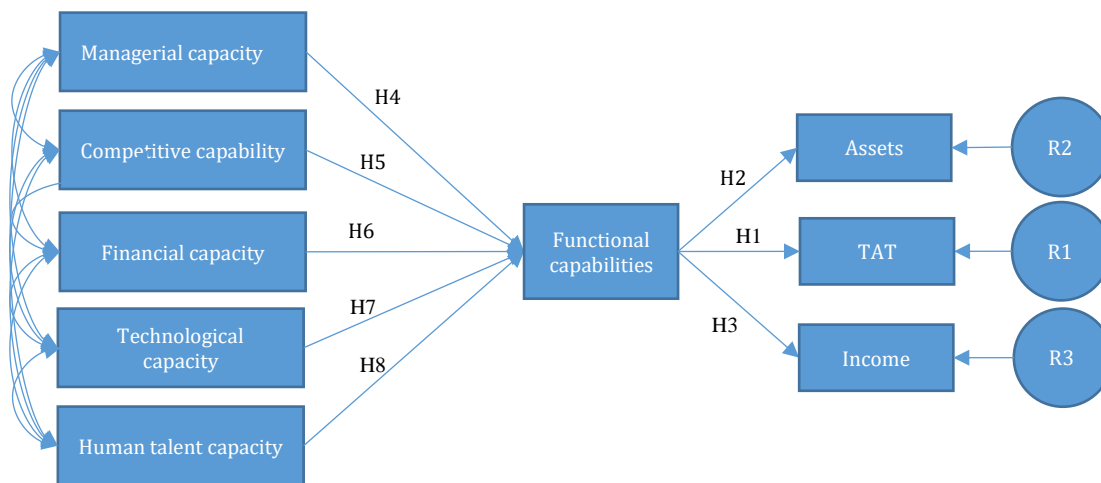 Managerial capacity
H4
Competitive capability
H5
Assets
R2
H2
Financial capacity
H6
Functional
capabilities
H1
TAT
R1
Technological
capacity
H7
H3
Income
R3
H8
Human talent capacity